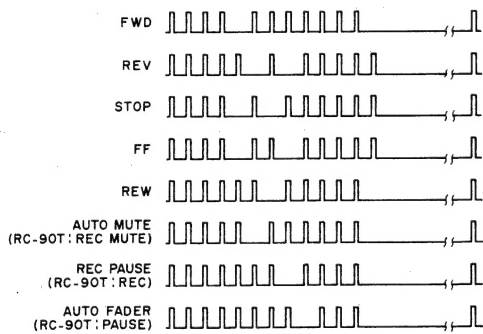 FWD
REV
STOP
FF
REW
AUTO MUTE
(RC-90T: REC MUTE)
REC PAUSE
(RC-90T: REC)
AUTO FADER
(RC-90T: PAUSE)